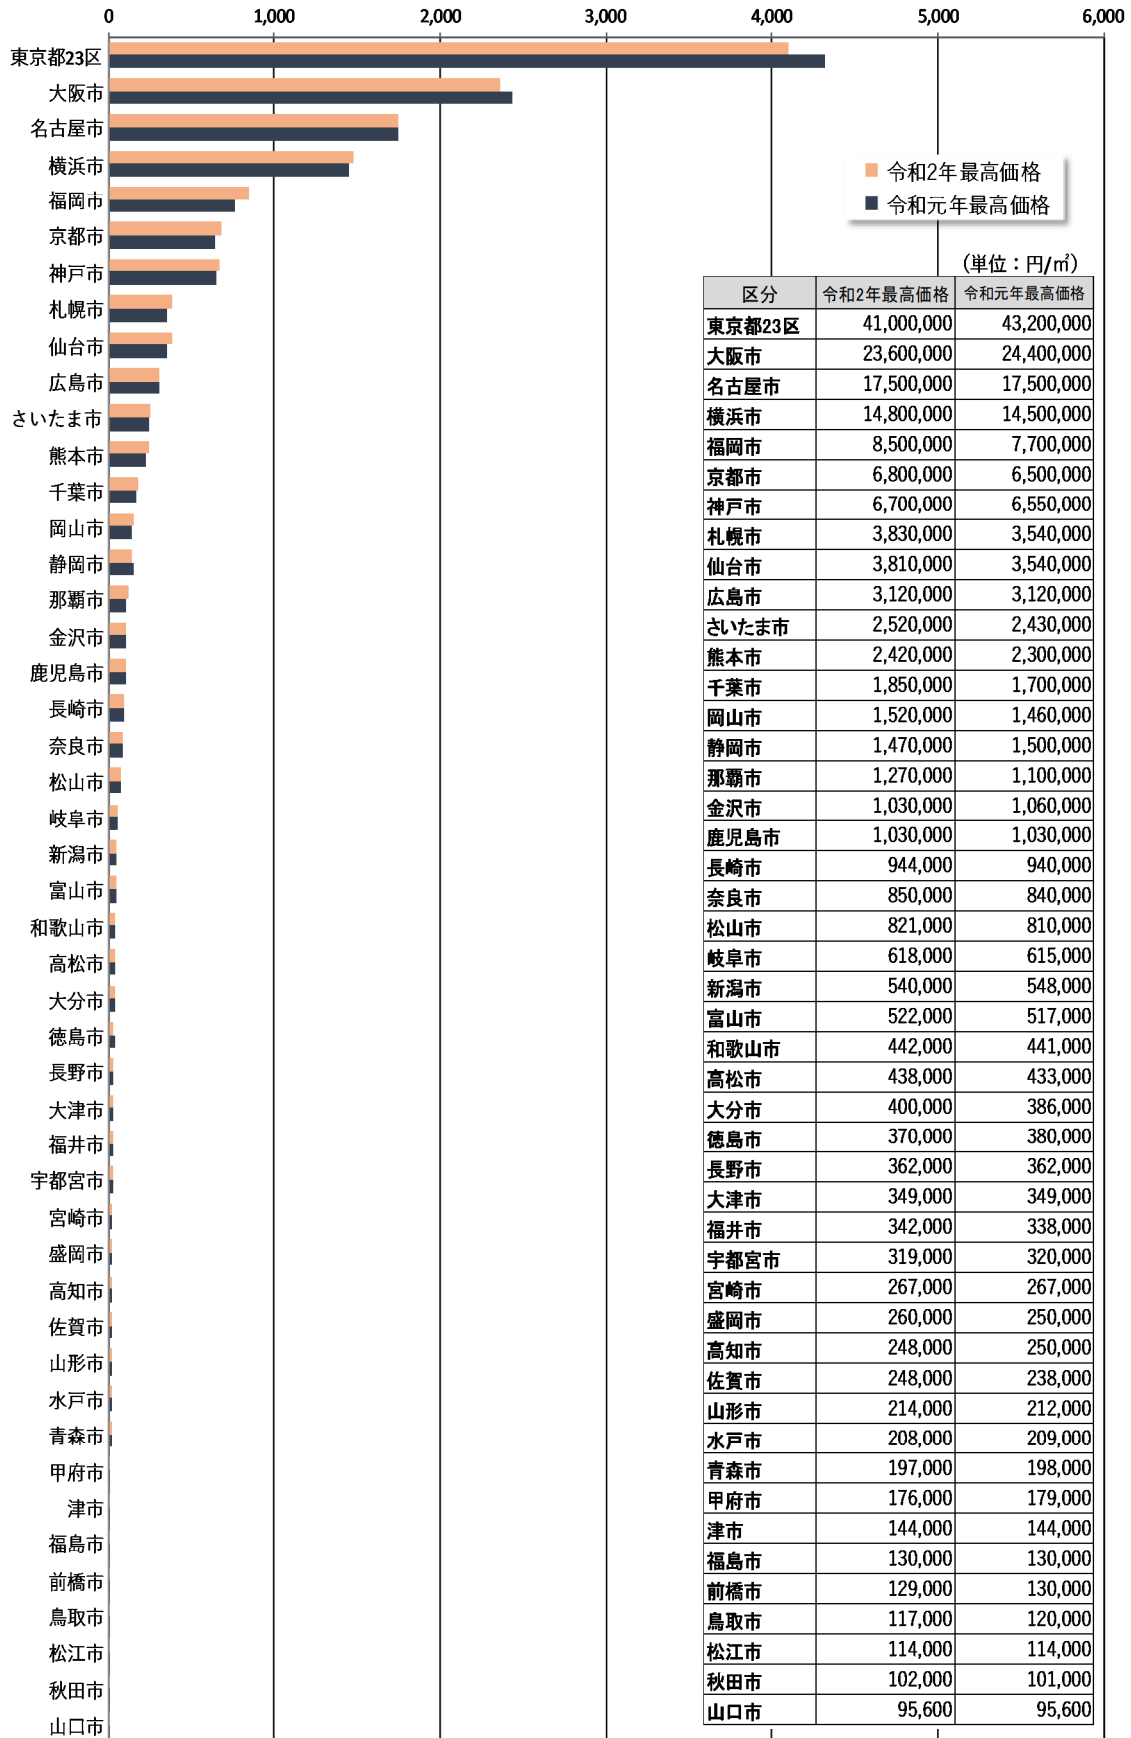 0 1,000 2,000 3,000 4,000 5,000 6,000
東京都23区
大阪市
名古屋市
横浜市
福岡市
京都市
神戸市
札幌市
仙台市
広島市
さいたま市
熊本市
千葉市
岡山市
静岡市
那覇市
金沢市
鹿児島市
長崎市
奈良市
松山市
岐阜市
新潟市
富山市
和歌山市
高松市
大分市
徳島市
長野市
大津市
福井市
宇都宮市
宮崎市
盛岡市
高知市
佐賀市
山形市
水戸市
青森市
甲府市
津市
福島市
前橋市
鳥取市
松江市
秋田市
山口市
令和2年最高価格
令和元年最高価格
(単位：円/㎡)
区分 令和2年最高価格 令和元年最高価格
東京都23区 41,000,000 43,200,000
大阪市 23,600,000 24,400,000
名古屋市 17,500,000 17,500,000
横浜市 14,800,000 14,500,000
福岡市 8,500,000 7,700,000
京都市 6,800,000 6,500,000
神戸市 6,700,000 6,550,000
札幌市 3,830,000 3,540,000
仙台市 3,810,000 3,540,000
広島市 3,120,000 3,120,000
さいたま市 2,520,000 2,430,000
熊本市 2,420,000 2,300,000
千葉市 1,850,000 1,700,000
岡山市 1,520,000 1,460,000
静岡市 1,470,000 1,500,000
那覇市 1,270,000 1,100,000
金沢市 1,030,000 1,060,000
鹿児島市 1,030,000 1,030,000
長崎市 944,000 940,000
奈良市 850,000 840,000
松山市 821,000 810,000
岐阜市 618,000 615,000
新潟市 540,000 548,000
富山市 522,000 517,000
和歌山市 442,000 441,000
高松市 438,000 433,000
大分市 400,000 386,000
徳島市 370,000 380,000
長野市 362,000 362,000
大津市 349,000 349,000
福井市 342,000 338,000
宇都宮市 319,000 320,000
宮崎市 267,000 267,000
盛岡市 260,000 250,000
高知市 248,000 250,000
佐賀市 248,000 238,000
山形市 214,000 212,000
水戸市 208,000 209,000
青森市 197,000 198,000
甲府市 176,000 179,000
津市 144,000 144,000
福島市 130,000 130,000
前橋市 129,000 130,000
鳥取市 117,000 120,000
松江市 114,000 114,000
秋田市 102,000 101,000
山口市 95,600 95,600